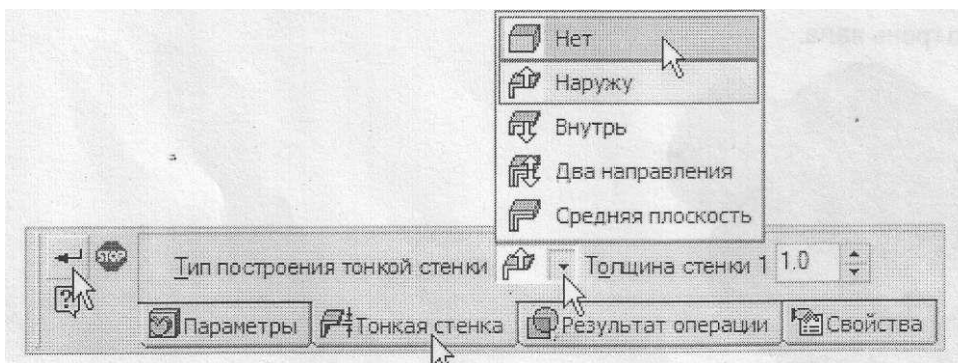 Нет
Наружу
Внутрь
Два направления
Средняя плоскость
STOP
Тип построения тонкой стенки Толщина стенки 1 1.0
Параметры Тонкая стенка Результат операции Свойства